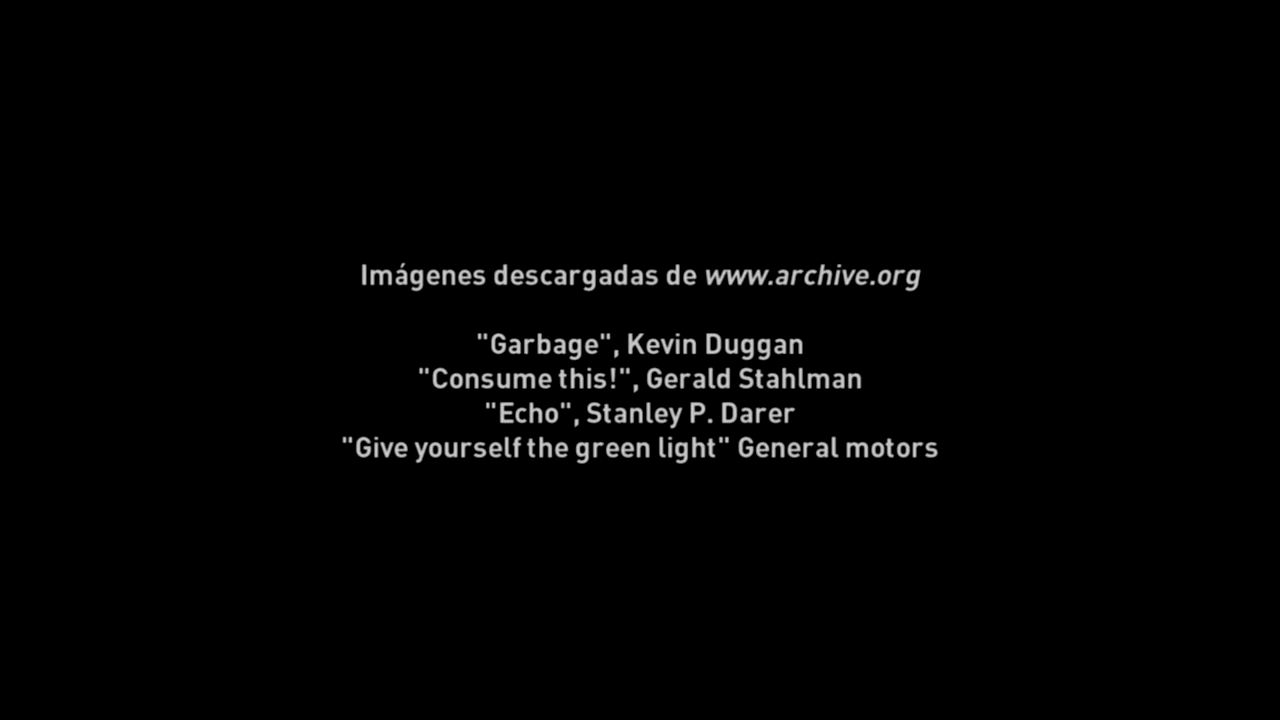 Imágenes descargadas de www.archive.org
"Garbage", Kevin Duggan
"Consume this!", Gerald Stahlman
"Echo", Stanley P. Darer
"Give yourself the green light" General motors